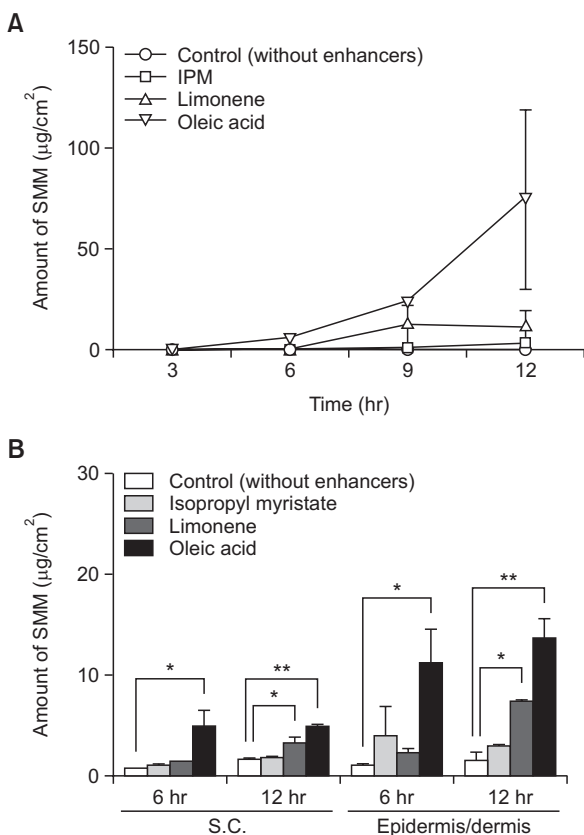 A
150
100
50
0
Amount of SMM (μg/cm²)
Control (without enhancers)
IPM
Limonene
Oleic acid
3 6 9 12
Time (hr)
B
30
20
10
0
Amount of SMM (μg/cm²)
Control (without enhancers)
Isopropyl myristate
Limonene
Oleic acid
* ** * * ** *
6 hr 12 hr 6 hr 12 hr
S.C. Epidermis/dermis